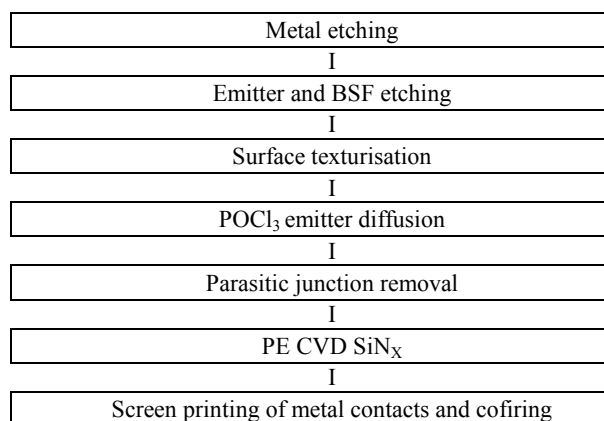 Metal etching
I
Emitter and BSF etching
I
Surface texturisation
I
POCl₃ emitter diffusion
I
Parasitic junction removal
I
PE CVD SiNₓ
I
Screen printing of metal contacts and cofiring